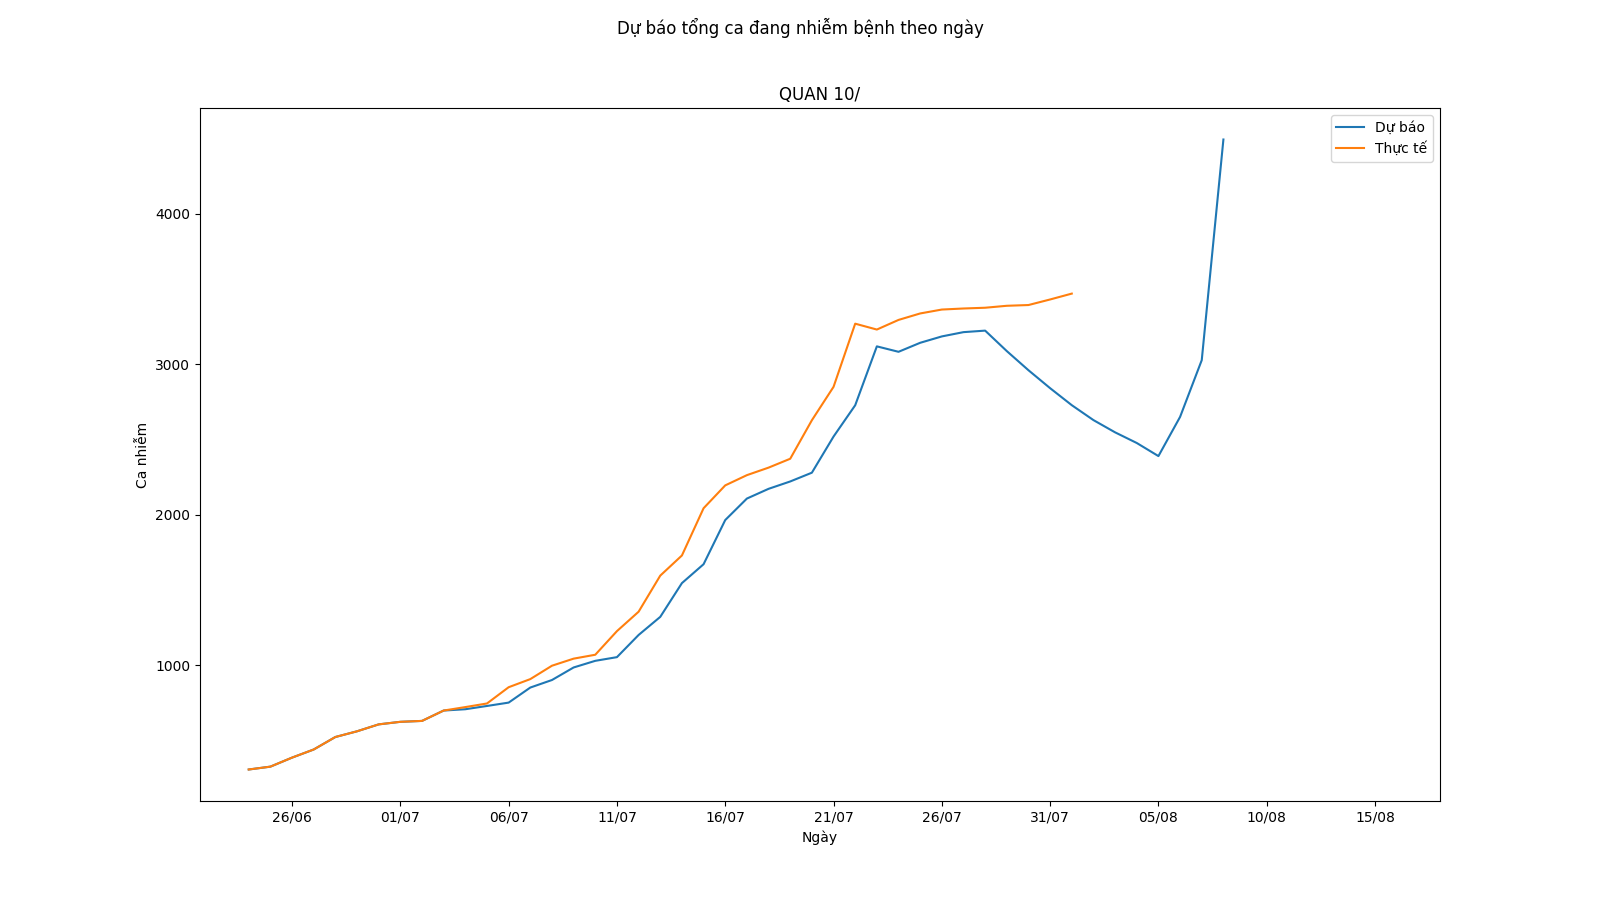 Dự báo tổng ca đang nhiễm bệnh theo ngày
QUAN 10/
Dự báo
Thực tế
4000
3000
2000
1000
Ca nhiễm
26/06 01/07 06/07 11/07 16/07 21/07 26/07 31/07 05/08 10/08 15/08
Ngày